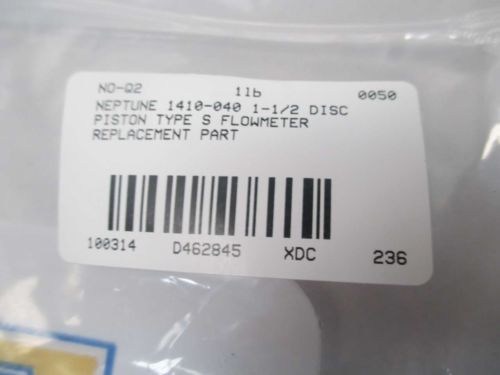 NO-Q2 11b 0050
NEPTUNE 1410-040 1-1/2 DISC
PISTON TYPE S FLOWMETER
REPLACEMENT PART
100314 D462845 XDC 236